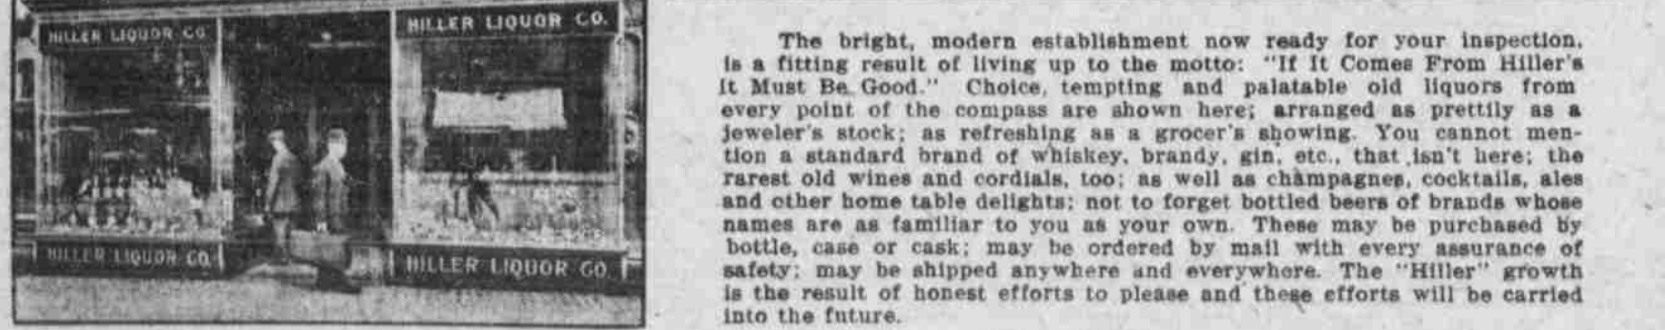 HILLER LIQUOR CO.
HILLER LIQUOR CO.
HILLER LIQUOR CO.
HILLER LIQUOR CO.
The bright, modern establishment now ready for your inspection,
is a fitting result of living up to the motto: "If It Comes From Hiller's
It Must Be Good." Choice, tempting and palatable old liquors from
every point of the compass are shown here; arranged as prettily as a
jeweler's stock; as refreshing as a grocer's showing. You cannot men-
tion a standard brand of whiskey, brandy, gin, etc., that isn't here; the
rarest old wines and cordials, too; as well as champagnes, cocktails, ales
and other home table delights; not to forget bottled beers of brands whose
names are as familiar to you as your own. These may be purchased by
bottle, case or cask; may be ordered by mail with every assurance of
safety; may be shipped anywhere and everywhere. The "Hiller" growth
is the result of honest efforts to please and these efforts will be carried
into the future.